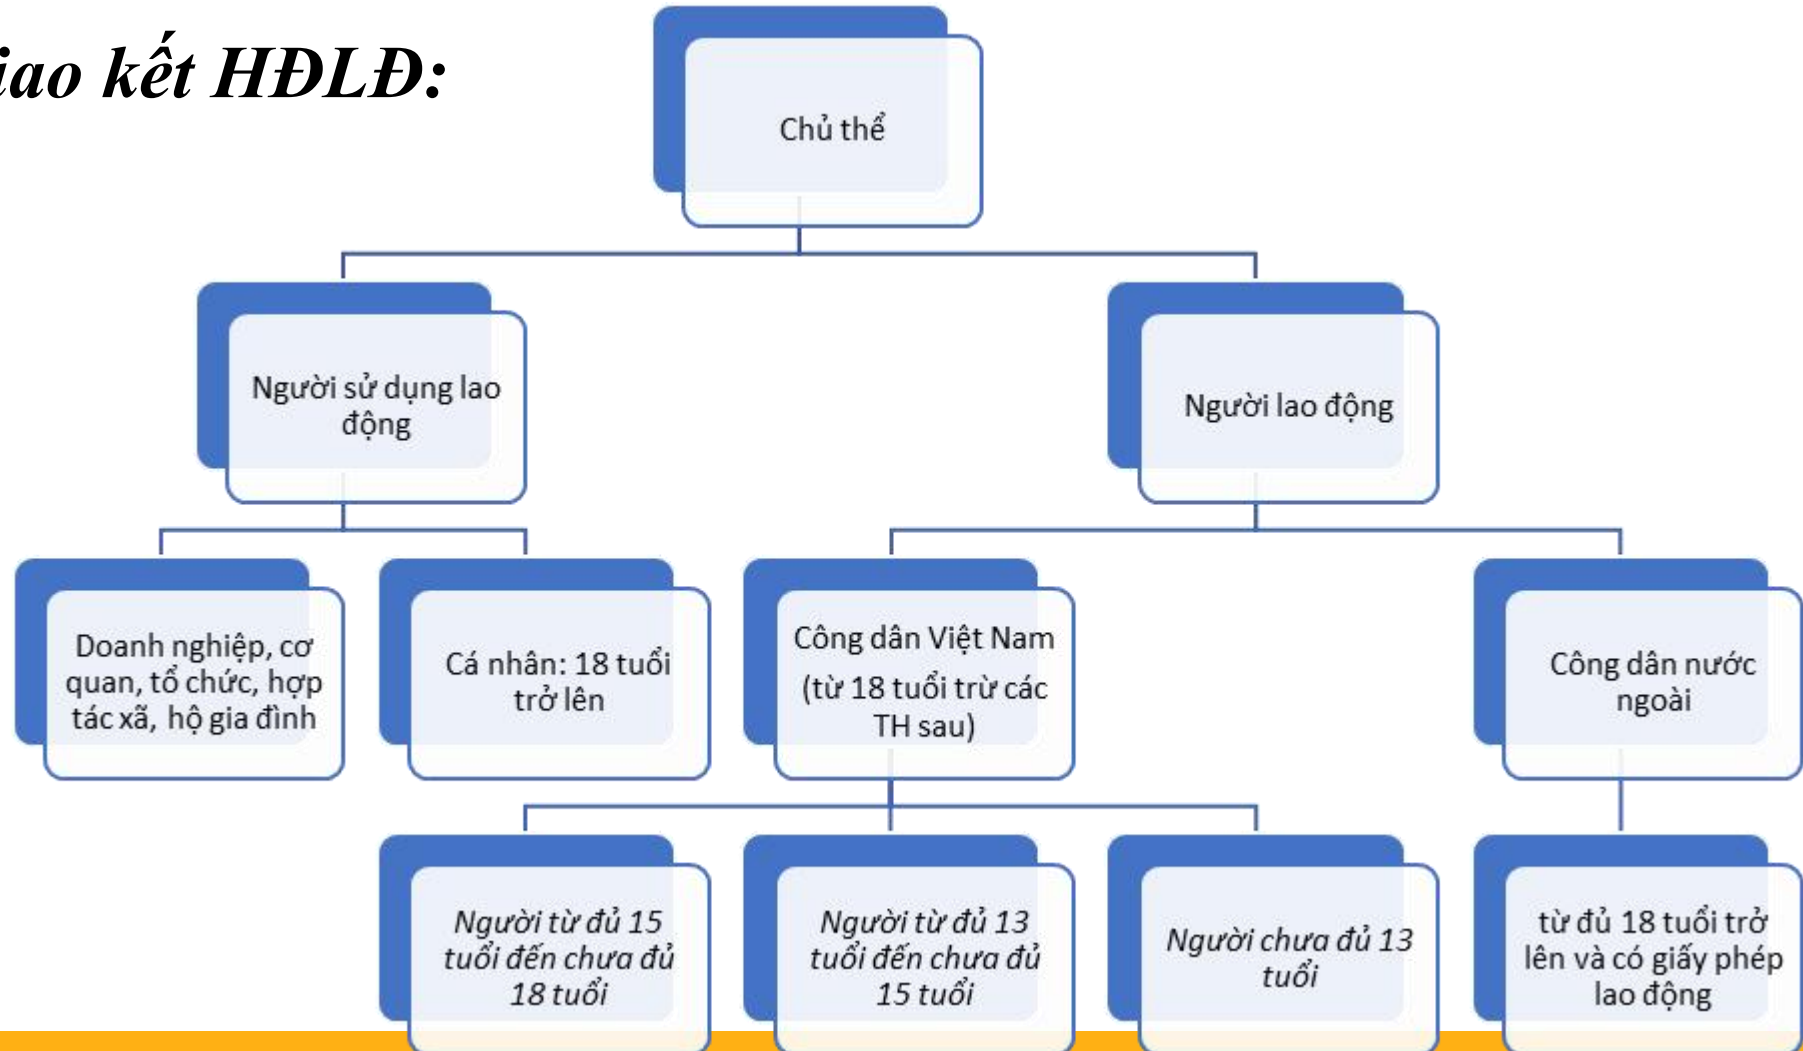 iao kết HĐLĐ:
Chủ thể
Người sử dụng lao
động
Người lao động
Doanh nghiệp, cơ
quan, tổ chức, hợp
tác xã, hộ gia đình
Cá nhân: 18 tuổi
trở lên
Công dân Việt Nam
(từ 18 tuổi trừ các
TH sau)
Công dân nước
ngoài
Người từ đủ 15
tuổi đến chưa đủ
18 tuổi
Người từ đủ 13
tuổi đến chưa đủ
15 tuổi
Người chưa đủ 13
tuổi
từ đủ 18 tuổi trở
lên và có giấy phép
lao động